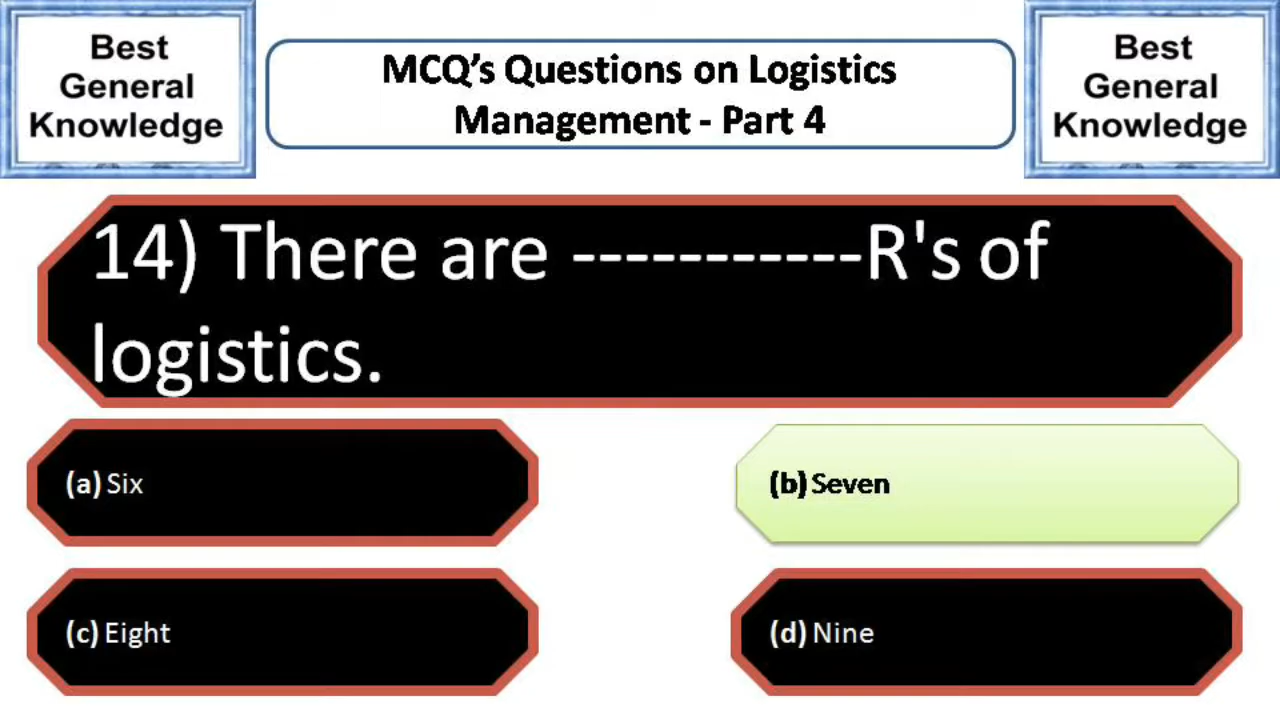 Best
General
Knowledge
MCQ’s Questions on Logistics
Management - Part 4
Best
General
Knowledge
14) There are -----------R's of
logistics.
(a) Six
(b) Seven
(c) Eight
(d) Nine